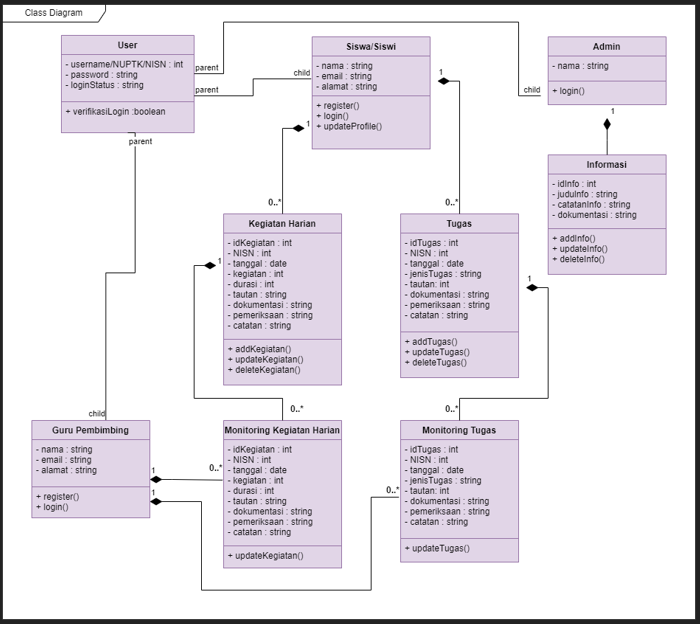 Class Diagram
User
- username/NUPTK/NISN : int
- password : string
- loginStatus : string
+ verifikasiLogin :boolean
parent
parent
parent
Siswa/Siswi
- nama : string
- email : string
- alamat : string
+ register()
+ login()
+ updateProfile()
child
1
1
Admin
- nama : string
+ login()
child
1
Informasi
- idInfo : int
- juduInfo : string
- catatanInfo : string
- dokumentasi : string
+ addInfo()
+ updateInfo()
+ deleteInfo()
0..*
0..*
Kegiatan Harian
- idKegiatan : int
- NISN : int
- tanggal : date
- kegiatan : int
- durasi : int
- tautan : string
- dokumentasi : string
- pemeriksaan : string
- catatan : string
+ addKegiatan()
+ updateKegiatan()
+ deleteKegiatan()
1
Tugas
- idTugas : int
- NISN : int
- tanggal : date
- jenisTugas : string
- tautan: int
- dokumentasi : string
- pemeriksaan : string
- catatan : string
+ addTugas()
+ updateTugas()
+ deleteTugas()
1
child
0..*
0..*
Guru Pembimbing
- nama : string
- email : string
- alamat : string
+ register()
+ login()
1
1
0..*
0..*
Monitoring Kegiatan Harian
- idKegiatan : int
- NISN : int
- tanggal : date
- kegiatan : int
- durasi : int
- tautan : string
- dokumentasi : string
- pemeriksaan : string
- catatan : string
+ updateKegiatan()
Monitoring Tugas
- idTugas : int
- NISN : int
- tanggal : date
- jenisTugas : string
- tautan: int
- dokumentasi : string
- pemeriksaan : string
- catatan : string
+ updateTugas()